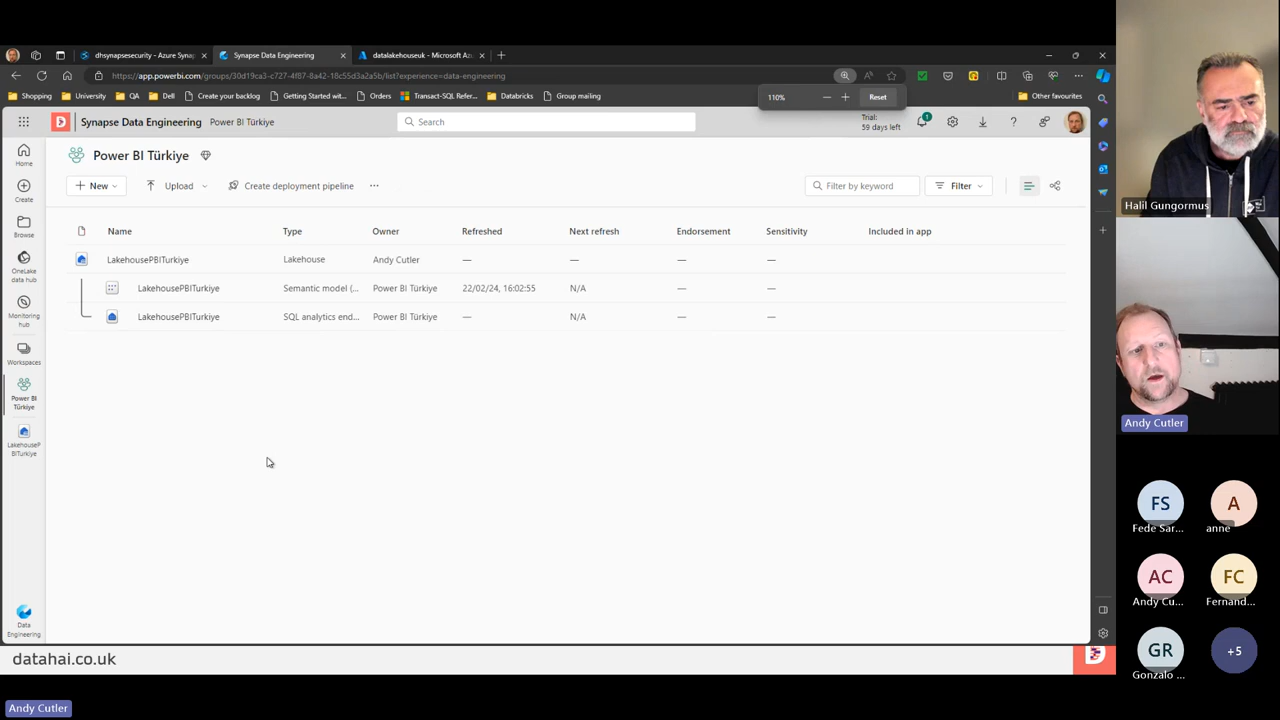 dhsynapsesecurity - Azure Syna
Synapse Data Engineering
datalakehouseuk - Microsoft Az
https://app.powerbi.com/groups/30d19ca3-c727-4f87-8a42-18c55d3a2a5b/list?experience=data-engineering
Shopping
University
QA
Dell
Create your backlog
Getting Started wit...
Orders
Transact-SQL Refer...
Databricks
Group mailing
Other favourites
110%
Reset
Synapse Data Engineering
Power BI Türkiye
Search
Trial:
59 days left
1
Home
Create
Browse
OneLake
data hub
Monitoring
hub
Workspaces
Power BI
Türkiye
LakehouseP
BITurkiye
Data
Engineering
Power BI Türkiye
New
Upload
Create deployment pipeline
Filter by keyword
Filter
Name Type Owner Refreshed Next refresh Endorsement Sensitivity Included in app
LakehousePBITurkiye Lakehouse Andy Cutler — — — —
LakehousePBITurkiye Semantic model (... Power BI Türkiye 22/02/24, 16:02:55 N/A — —
LakehousePBITurkiye SQL analytics end... Power BI Türkiye — N/A — —
datahai.co.uk
Andy Cutler
Halil Gungormus
Andy Cutler
FS
Fede Sar...
A
anne
AC
Andy Cu...
FC
Fernand...
GR
Gonzalo ...
+5